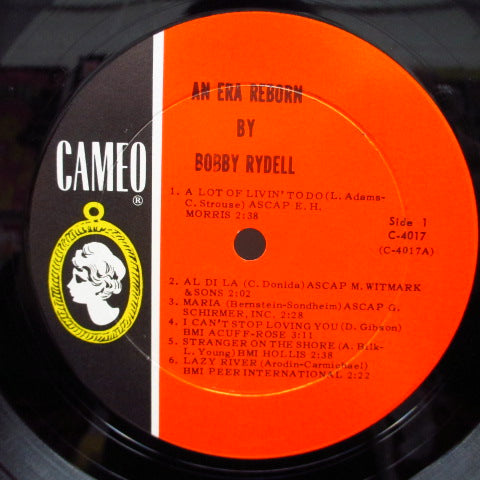 AN ERA REBORN
BY
BOBBY RYDELL
CAMEO
®
1. A LOT OF LIVIN' TO DO (L. Adams-
C. Strouse) ASCAP E.H.
MORRIS 2:38
Side 1
C-4017
(C-4017A)
2. AL DI LA (C. Donida) ASCAP M. WITMARK
& SONS 2:02
3. MARIA (Bernstein-Sondheim) ASCAP G.
SCHIRMER, INC. 2:28
4. I CAN'T STOP LOVING YOU (D. Gibson)
BMI ACUFF-ROSE 3:11
5. STRANGER ON THE SHORE (A. Bilk-
L. Young) BMI HOLLIS 2:38
6. LAZY RIVER (Arodin-Carmichael)
BMI PEER INTERNATIONAL 2:22